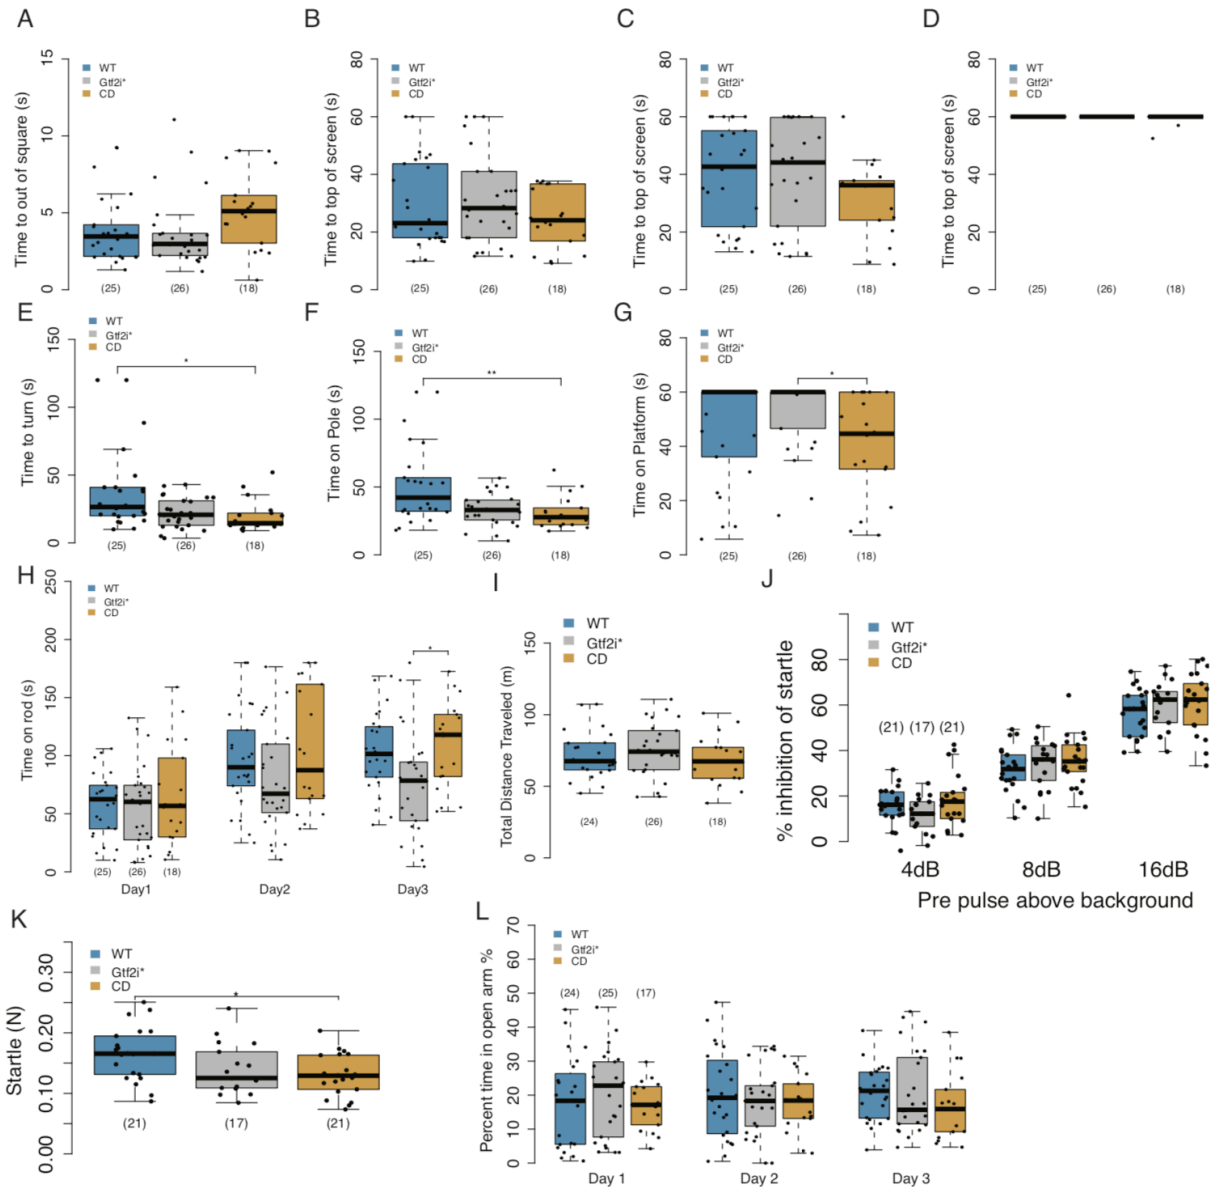 A
Time to out of square (s)
15
10
5
0
WT
Gtf2i*
CD
(25)
(26)
(18)
B
Time to top of screen (s)
80
60
40
20
0
WT
Gtf2i*
CD
(25)
(26)
(18)
C
Time to top of screen (s)
80
60
40
20
0
WT
Gtf2i*
CD
(25)
(26)
(18)
D
Time to top of screen (s)
80
60
40
20
0
WT
Gtf2i*
CD
(25)
(26)
(18)
E
Time to turn (s)
150
100
50
0
WT
Gtf2i*
CD
*
(25)
(26)
(18)
F
Time on Pole (s)
150
100
50
0
WT
Gtf2i*
CD
**
(25)
(26)
(18)
G
Time on Platform (s)
80
60
40
20
0
WT
Gtf2i*
CD
*
(25)
(26)
(18)
H
Time on rod (s)
250
200
150
100
50
0
WT
Gtf2i*
CD
*
(25)
(26)
(18)
Day1
Day2
Day3
I
Total Distance Traveled (m)
150
100
50
0
WT
Gtf2i*
CD
(24)
(26)
(18)
J
% inhibition of startle
80
60
40
20
0
WT
Gtf2i*
CD
(21)
(17)
(21)
4dB
8dB
16dB
Pre pulse above background
K
Startle (N)
0.30
0.20
0.10
0.00
WT
Gtf2i*
CD
*
(21)
(17)
(21)
L
Percent time in open arm %
70
60
50
40
30
20
10
0
WT
Gtf2i*
CD
(24)
(25)
(17)
Day 1
Day 2
Day 3